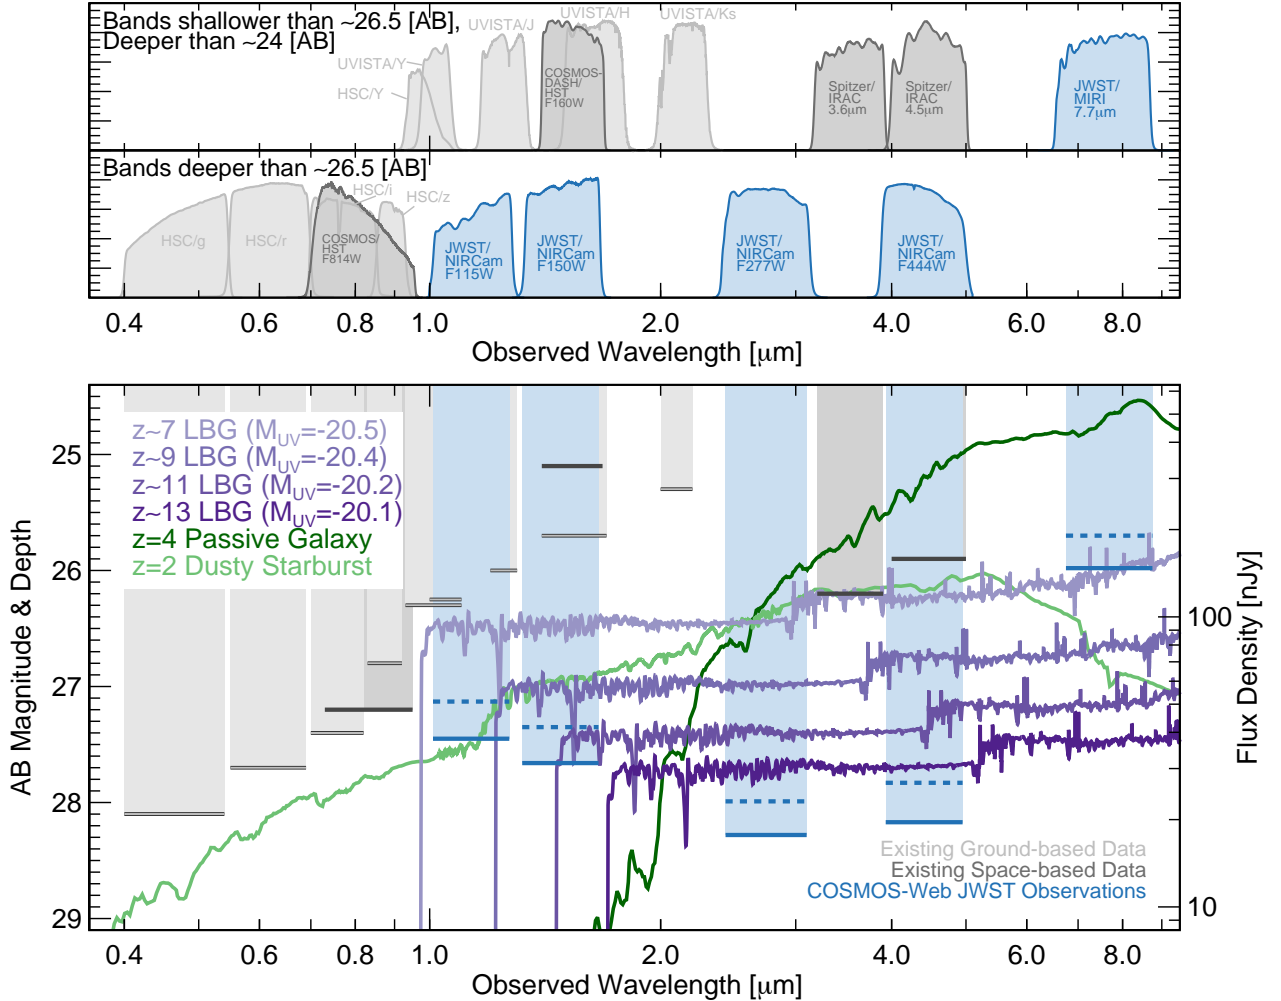 Bands shallower than ~26.5 [AB],
Deeper than ~24 [AB]
UVISTA/J
UVISTA/H
UVISTA/Ks
UVISTA/Y
HSC/Y
COSMOS-
DASH/
HST
F160W
Spitzer/
IRAC
3.6μm
Spitzer/
IRAC
4.5μm
JWST/
MIRI
7.7μm
Bands deeper than ~26.5 [AB]
HSC/g
HSC/r
HSC/i
HSC/z
COSMOS/
HST
F814W
JWST/
NIRCam
F115W
JWST/
NIRCam
F150W
JWST/
NIRCam
F277W
JWST/
NIRCam
F444W
0.4 0.6 0.8 1.0 2.0 4.0 6.0 8.0
Observed Wavelength [μm]
z~7 LBG (M_UV=-20.5)
z~9 LBG (M_UV=-20.4)
z~11 LBG (M_UV=-20.2)
z~13 LBG (M_UV=-20.1)
z=4 Passive Galaxy
z=2 Dusty Starburst
AB Magnitude & Depth
25
26
27
28
29
Flux Density [nJy]
100
10
Existing Ground-based Data
Existing Space-based Data
COSMOS-Web JWST Observations
0.4 0.6 0.8 1.0 2.0 4.0 6.0 8.0
Observed Wavelength [μm]